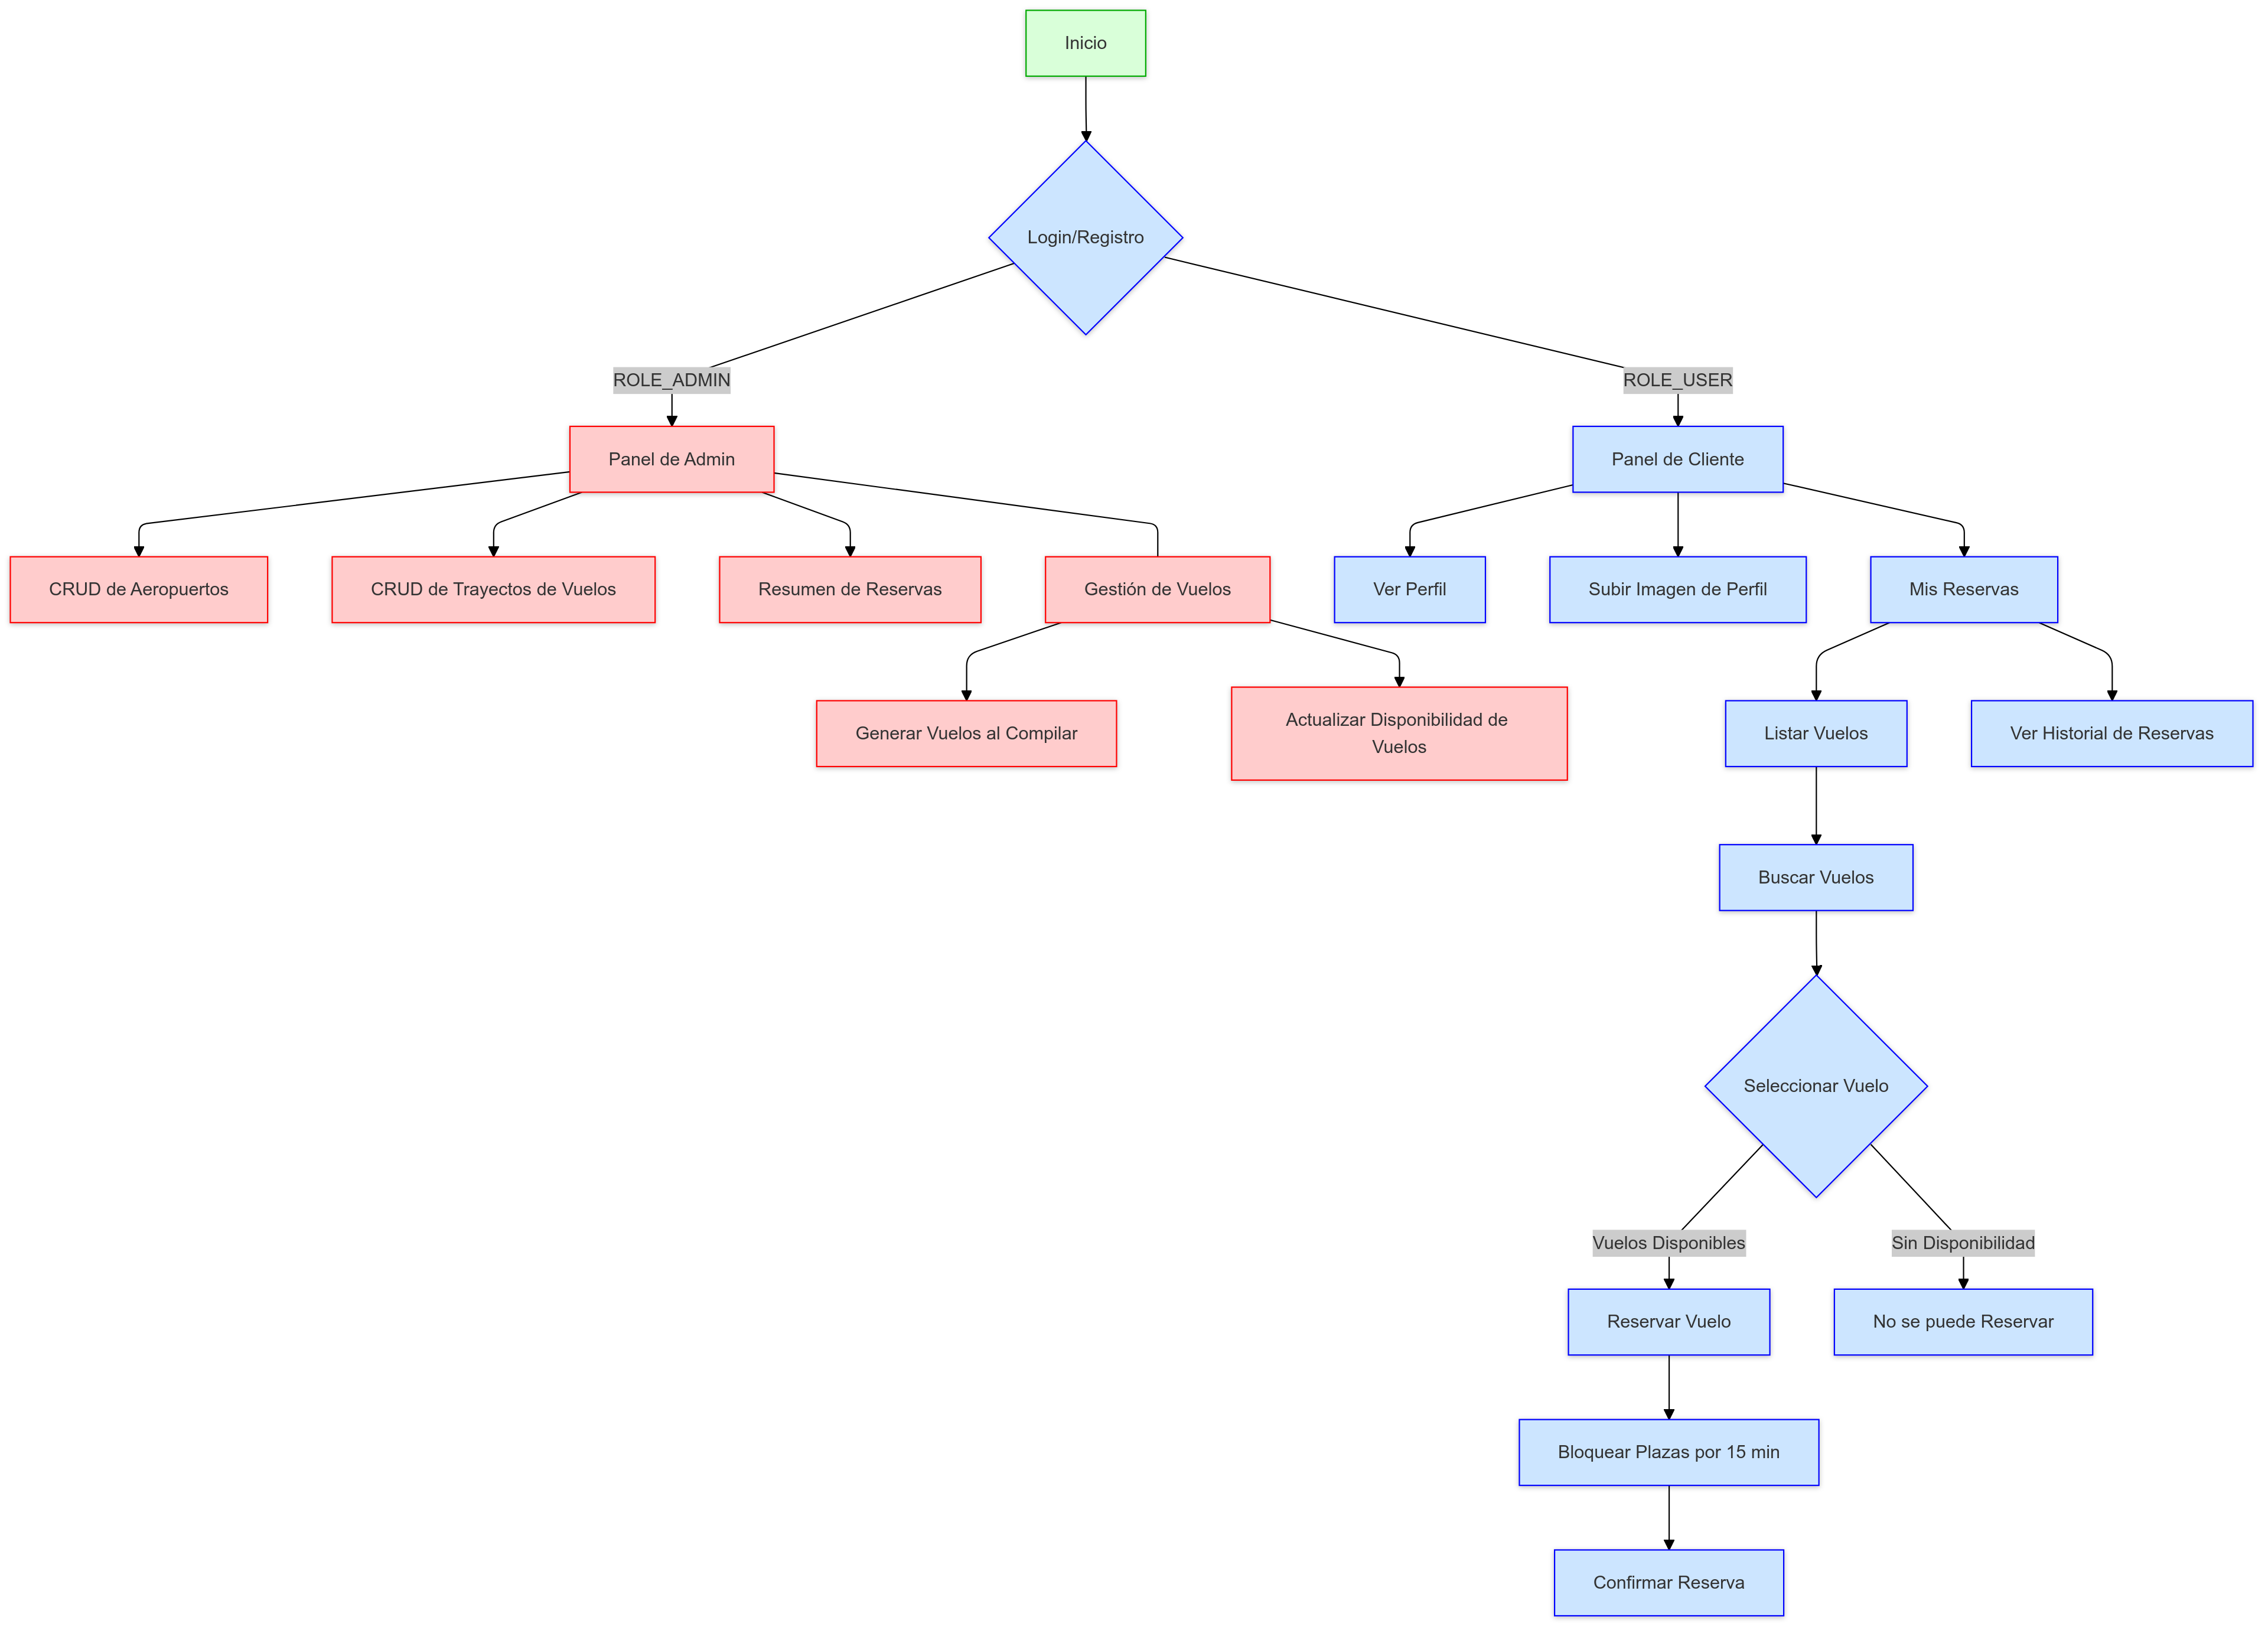 Inicio
Login/Registro
ROLE_ADMIN
ROLE_USER
Panel de Admin
Panel de Cliente
CRUD de Aeropuertos
CRUD de Trayectos de Vuelos
Resumen de Reservas
Gestión de Vuelos
Ver Perfil
Subir Imagen de Perfil
Mis Reservas
Generar Vuelos al Compilar
Actualizar Disponibilidad de
Vuelos
Listar Vuelos
Ver Historial de Reservas
Buscar Vuelos
Seleccionar Vuelo
Vuelos Disponibles
Sin Disponibilidad
Reservar Vuelo
No se puede Reservar
Bloquear Plazas por 15 min
Confirmar Reserva